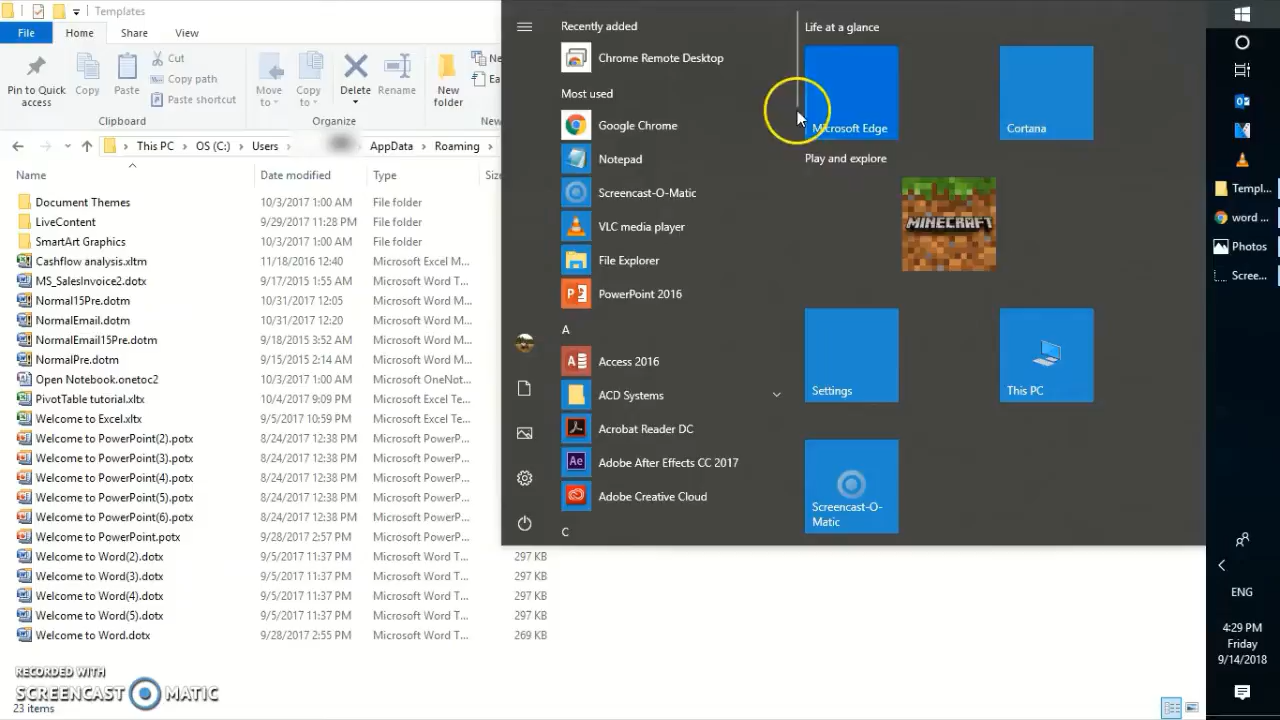 Templates
File Home Share View
Pin to Quick access
Copy
Paste
Cut
Copy path
Paste shortcut
Clipboard
Move to
Copy to
Delete
Rename
Organize
New folder
This PC OS (C:) Users AppData Roaming
Name Date modified Type
Document Themes 10/3/2017 1:00 AM File folder
LiveContent 9/29/2017 11:28 PM File folder
SmartArt Graphics 10/3/2017 1:00 AM File folder
Cashflow analysis.xltm 11/18/2016 12:40 Microsoft Excel M...
MS_SalesInvoice2.dotx 9/17/2015 1:55 AM Microsoft Word T...
Normal15Pre.dotm 10/31/2017 12:05 Microsoft Word M...
NormalEmail.dotm 10/31/2017 12:20 Microsoft Word M...
NormalEmail15Pre.dotm 9/18/2015 3:52 AM Microsoft Word M...
NormalPre.dotm 9/15/2015 2:14 AM Microsoft Word M...
Open Notebook.onetoc2 10/3/2017 1:00 AM Microsoft OneNot...
PivotTable tutorial.xltx 10/4/2017 9:09 PM Microsoft Excel Te...
Welcome to Excel.xltx 9/5/2017 10:59 PM Microsoft Excel Te...
Welcome to PowerPoint(2).potx 8/24/2017 12:38 PM Microsoft PowerP...
Welcome to PowerPoint(3).potx 8/24/2017 12:38 PM Microsoft PowerP...
Welcome to PowerPoint(4).potx 8/24/2017 12:38 PM Microsoft PowerP...
Welcome to PowerPoint(5).potx 8/24/2017 12:38 PM Microsoft PowerP...
Welcome to PowerPoint(6).potx 8/24/2017 12:38 PM Microsoft PowerP...
Welcome to PowerPoint.potx 9/28/2017 2:57 PM Microsoft PowerP...
Welcome to Word(2).dotx 9/5/2017 11:37 PM Microsoft Word T... 297 KB
Welcome to Word(3).dotx 9/5/2017 11:37 PM Microsoft Word T... 297 KB
Welcome to Word(4).dotx 9/5/2017 11:37 PM Microsoft Word T... 297 KB
Welcome to Word(5).dotx 9/5/2017 11:37 PM Microsoft Word T... 297 KB
Welcome to Word.dotx 9/28/2017 2:55 PM Microsoft Word T... 269 KB
RECORDED WITH
SCREENCAST MATIC
23 items
Recently added
Chrome Remote Desktop
Most used
Google Chrome
Notepad
Screencast-O-Matic
VLC media player
File Explorer
PowerPoint 2016
A
Access 2016
ACD Systems
Acrobat Reader DC
Adobe After Effects CC 2017
Adobe Creative Cloud
C
Life at a glance
Microsoft Edge
Cortana
Play and explore
MINECRAFT
Settings
This PC
Screencast-O-
Matic
Templ...
word ...
Photos
Scree...
ENG
4:29 PM
Friday
9/14/2018